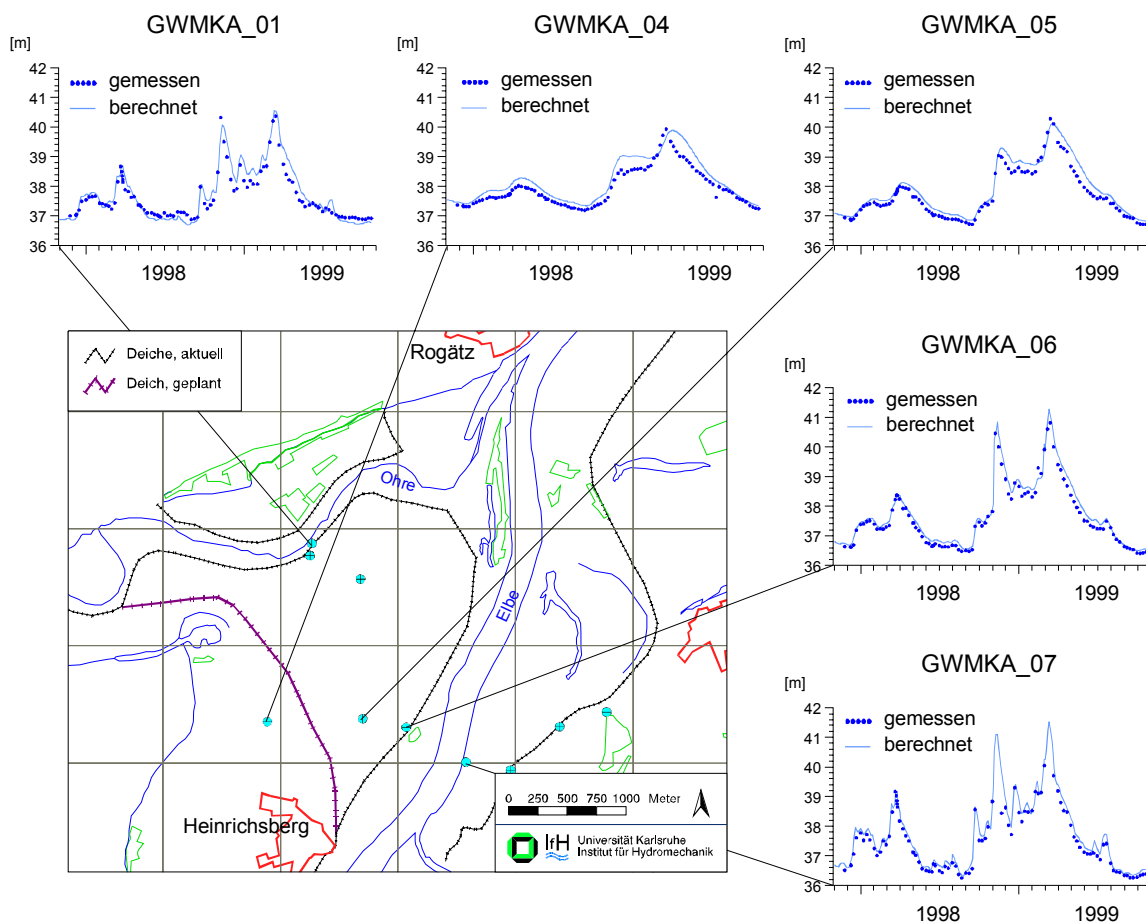 GWMKA_01
[m]
42
41
40
39
38
37
36
gemessen
berechnet
1998
1999
GWMKA_04
[m]
42
41
40
39
38
37
36
gemessen
berechnet
1998
1999
GWMKA_05
[m]
42
41
40
39
38
37
36
gemessen
berechnet
1998
1999
Deiche, aktuell
Deich, geplant
Rogätz
Ohre
Elbe
Heinrichsberg
0 250 500 750 1000 Meter
IfH
Universität Karlsruhe
Institut für Hydromechanik
GWMKA_06
[m]
42
41
40
39
38
37
36
gemessen
berechnet
1998
1999
GWMKA_07
[m]
42
41
40
39
38
37
36
gemessen
berechnet
1998
1999